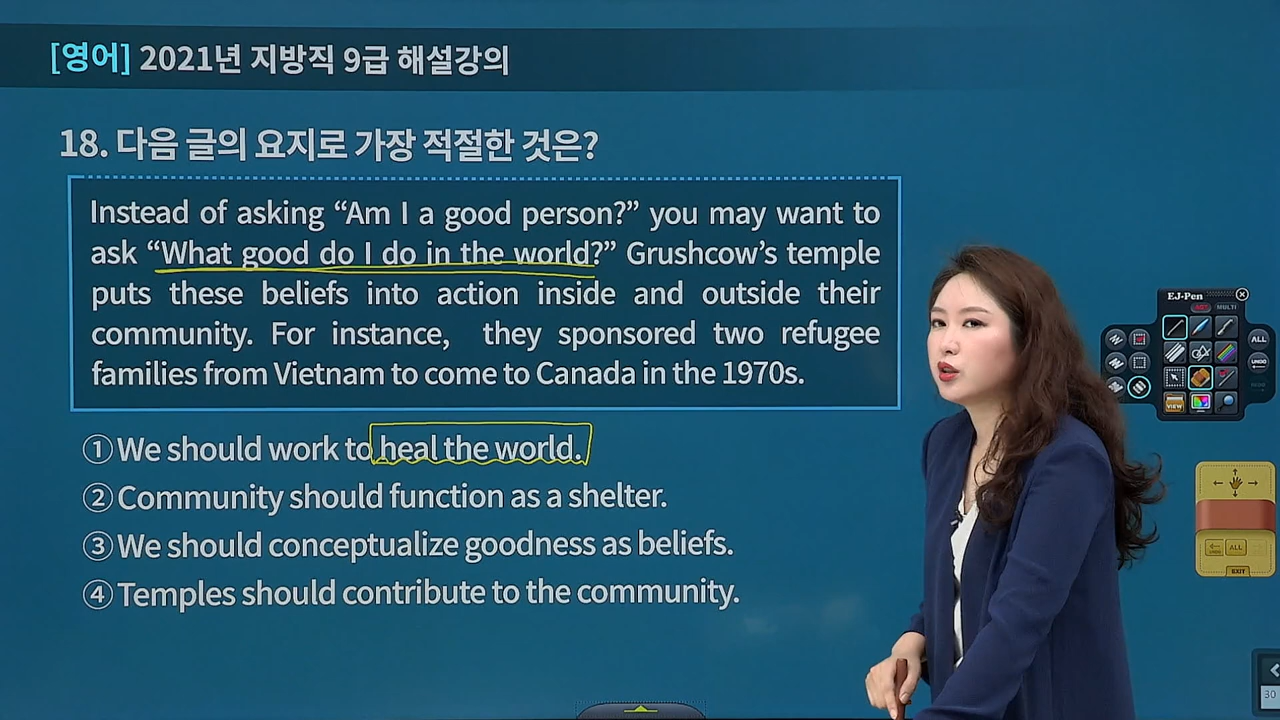 [영어] 2021년 지방직 9급 해설강의
18. 다음 글의 요지로 가장 적절한 것은?
Instead of asking “Am I a good person?” you may want to
ask “What good do I do in the world?” Grushcow’s temple
puts these beliefs into action inside and outside their
community. For instance, they sponsored two refugee
families from Vietnam to come to Canada in the 1970s.
① We should work to heal the world.
② Community should function as a shelter.
③ We should conceptualize goodness as beliefs.
④ Temples should contribute to the community.
EJ-Pen
MULTI
ALL
UNDO
VIEW
ALL
EXIT
30